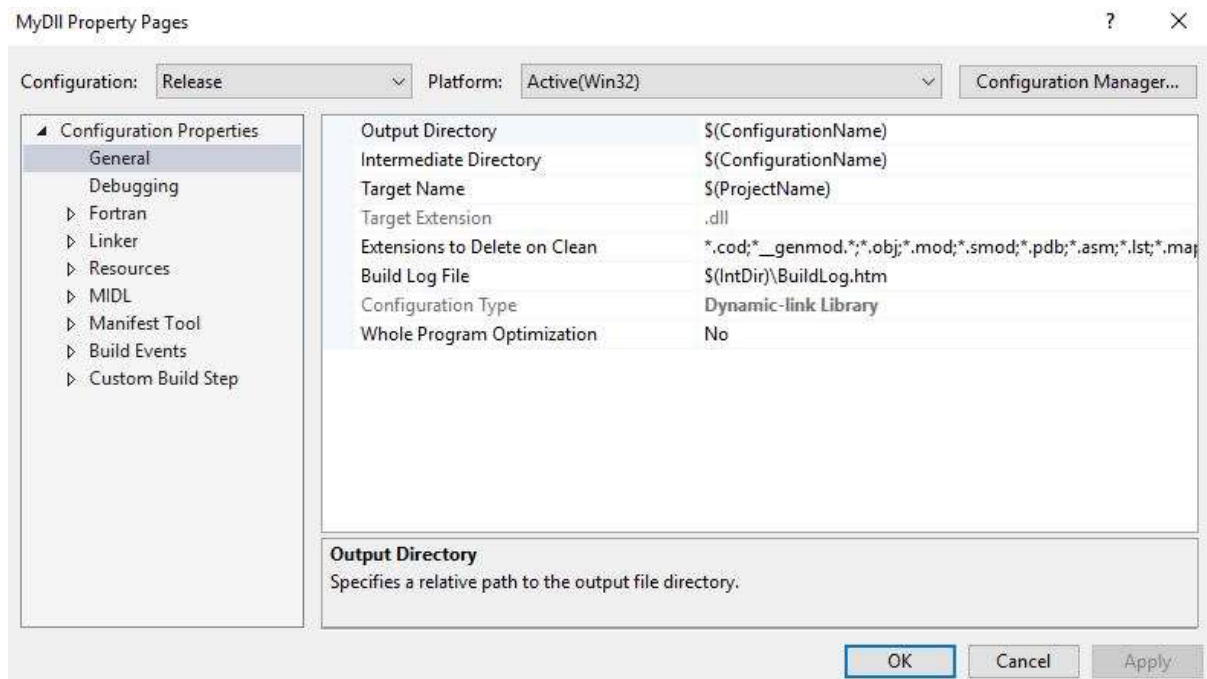 MyDll Property Pages ? ✕
Configuration: Release Platform: Active(Win32) Configuration Manager...
Configuration Properties
General
Debugging
Fortran
Linker
Resources
MIDL
Manifest Tool
Build Events
Custom Build Step
Output Directory $(ConfigurationName)
Intermediate Directory $(ConfigurationName)
Target Name $(ProjectName)
Target Extension .dll
Extensions to Delete on Clean *.cod;*__genmod.*;*.obj;*.mod;*.smod;*.pdb;*.asm;*.lst;*.map
Build Log File $(IntDir)\BuildLog.htm
Configuration Type Dynamic-link Library
Whole Program Optimization No
Output Directory
Specifies a relative path to the output file directory.
OK Cancel Apply